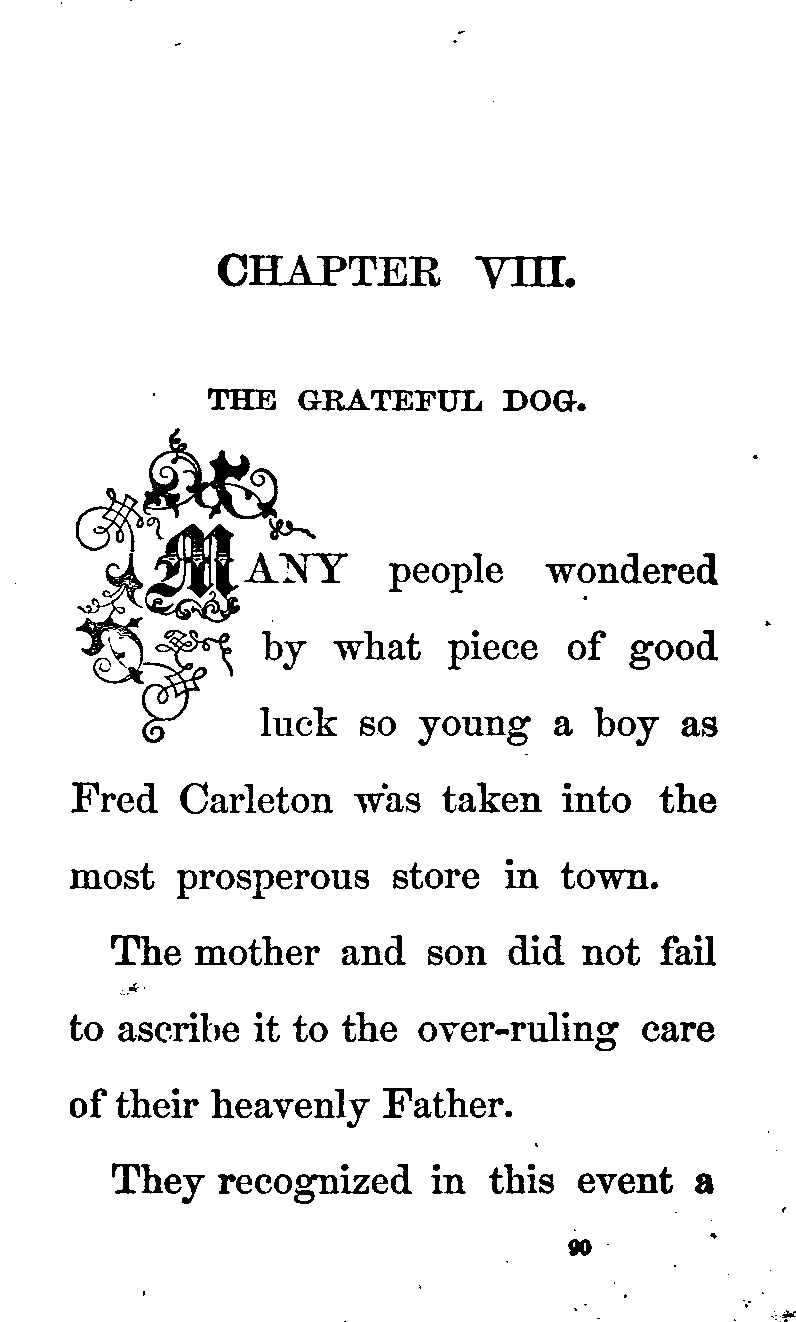 CHAPTER VIII.
THE GRATEFUL DOG.
MANY people wondered
by what piece of good
luck so young a boy as
Fred Carleton was taken into the
most prosperous store in town.
The mother and son did not fail
to ascribe it to the over-ruling care
of their heavenly Father.
They recognized in this event a
90